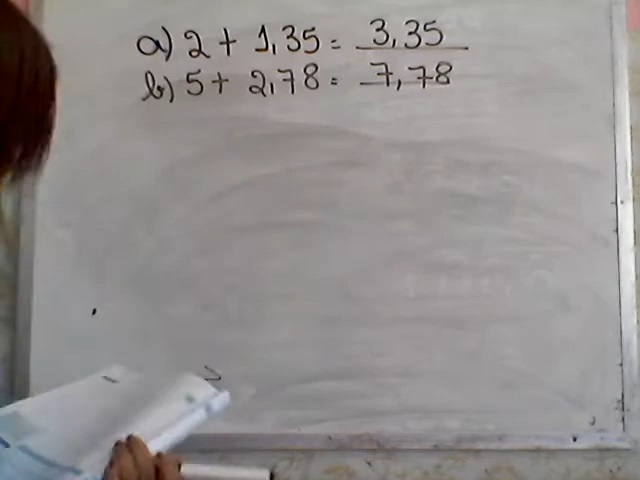 a) 2 + 1,35 = 3,35
b) 5 + 2,78 = 7,78